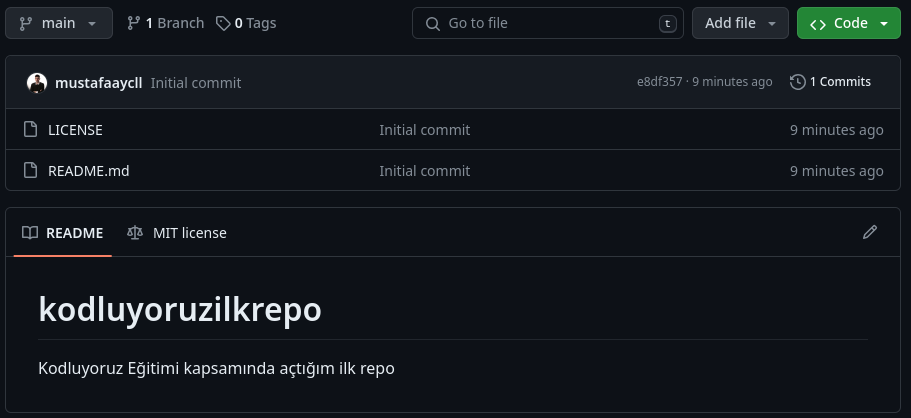 main 1 Branch 0 Tags Go to file t Add file Code
mustafaaycll Initial commit e8df357 · 9 minutes ago 1 Commits
LICENSE Initial commit 9 minutes ago
README.md Initial commit 9 minutes ago
README MIT license
kodluyoruzilkrepo
Kodluyoruz Eğitimi kapsamında açtığım ilk repo